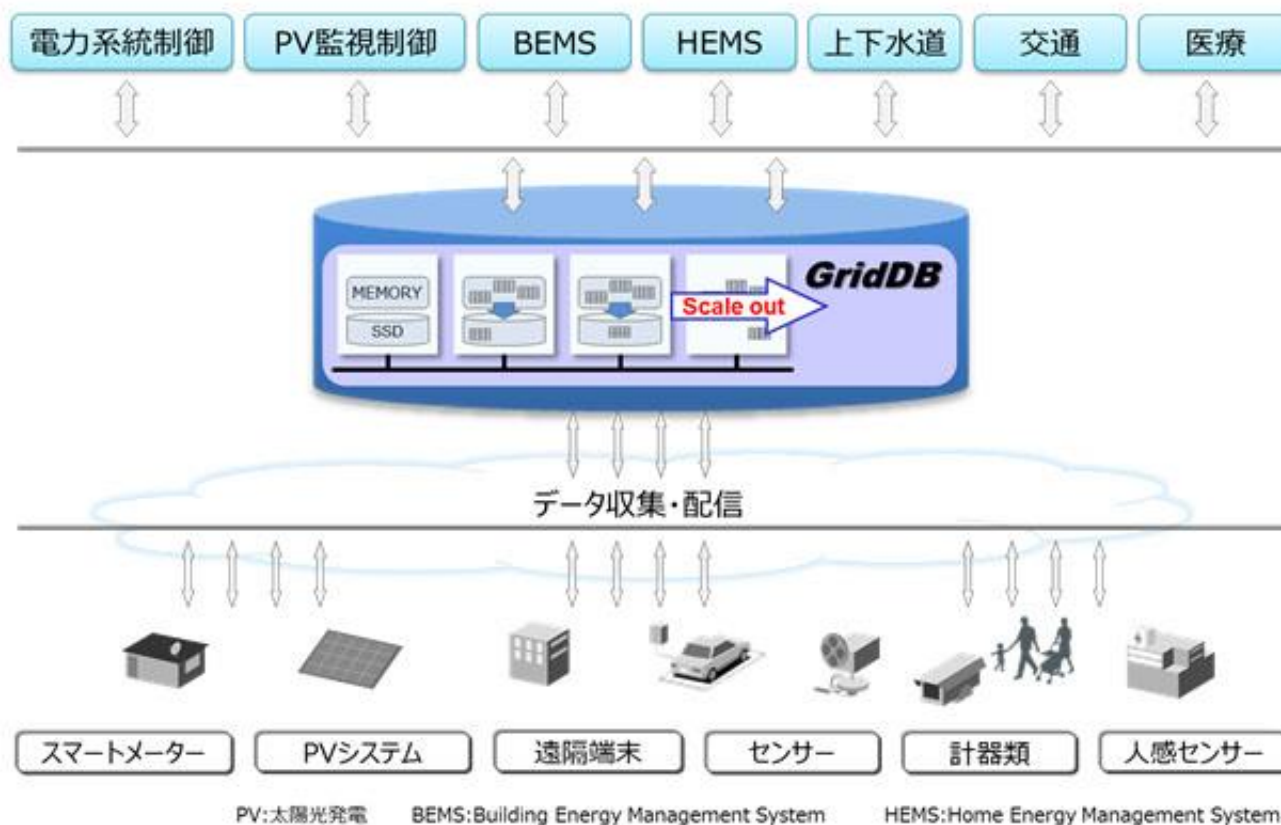 電力系統制御
PV監視制御
BEMS
HEMS
上下水道
交通
医療
GridDB
MEMORY
SSD
Scale out
データ収集・配信
スマートメーター
PVシステム
遠隔端末
センサー
計器類
人感センサー
PV:太陽光発電
BEMS:Building Energy Management System
HEMS:Home Energy Management System